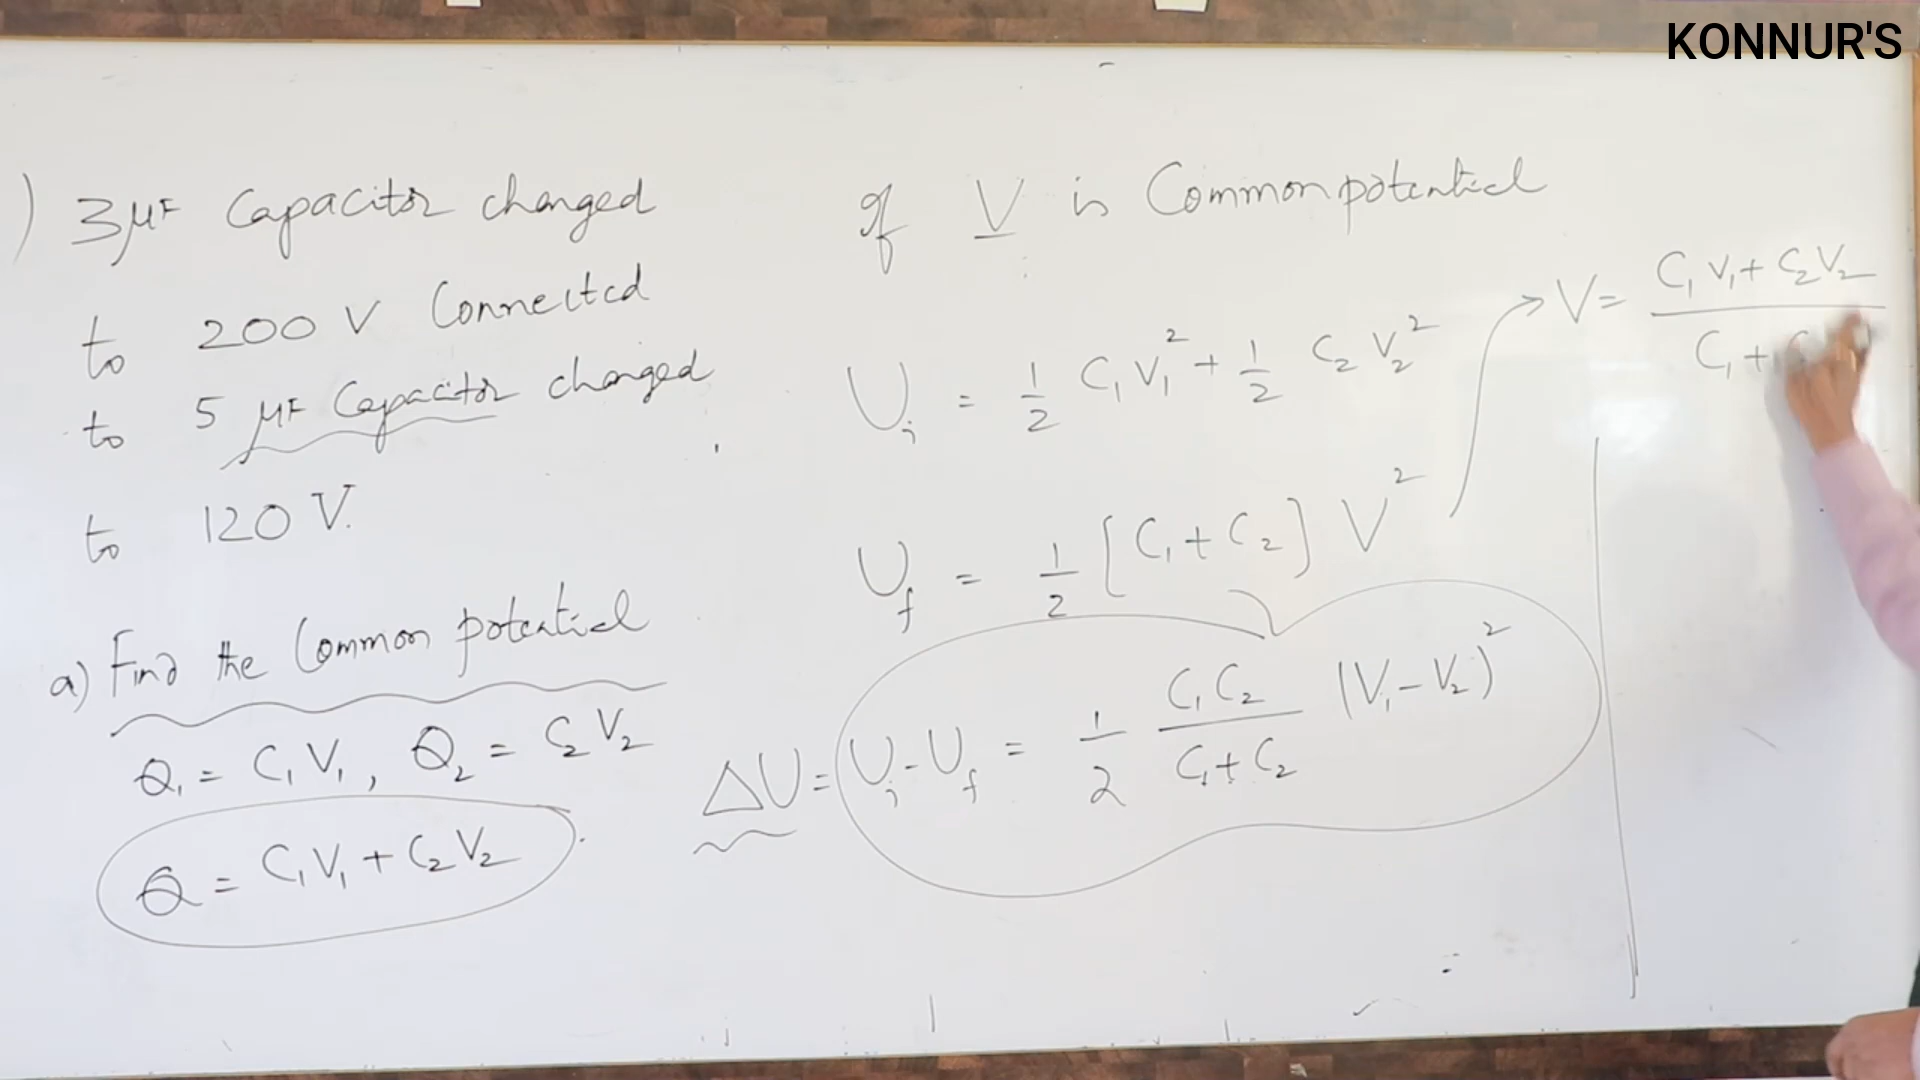 KONNUR'S
) 3μF Capacitor changed
to 200 V Connected
to 5 μF Capacitor changed
to 120 V.
a) Find the Common potential
Q₁ = C₁V₁, Q₂ = C₂V₂
Q = C₁V₁ + C₂V₂
If V is Common potential
Uᵢ = 1/2 C₁V₁² + 1/2 C₂V₂²
U_f = 1/2 [C₁ + C₂] V²
→ V = C₁V₁ + C₂V₂ / C₁ +
ΔU = Uᵢ - U_f = 1/2 C₁C₂ / C₁+C₂ (V₁ - V₂)²